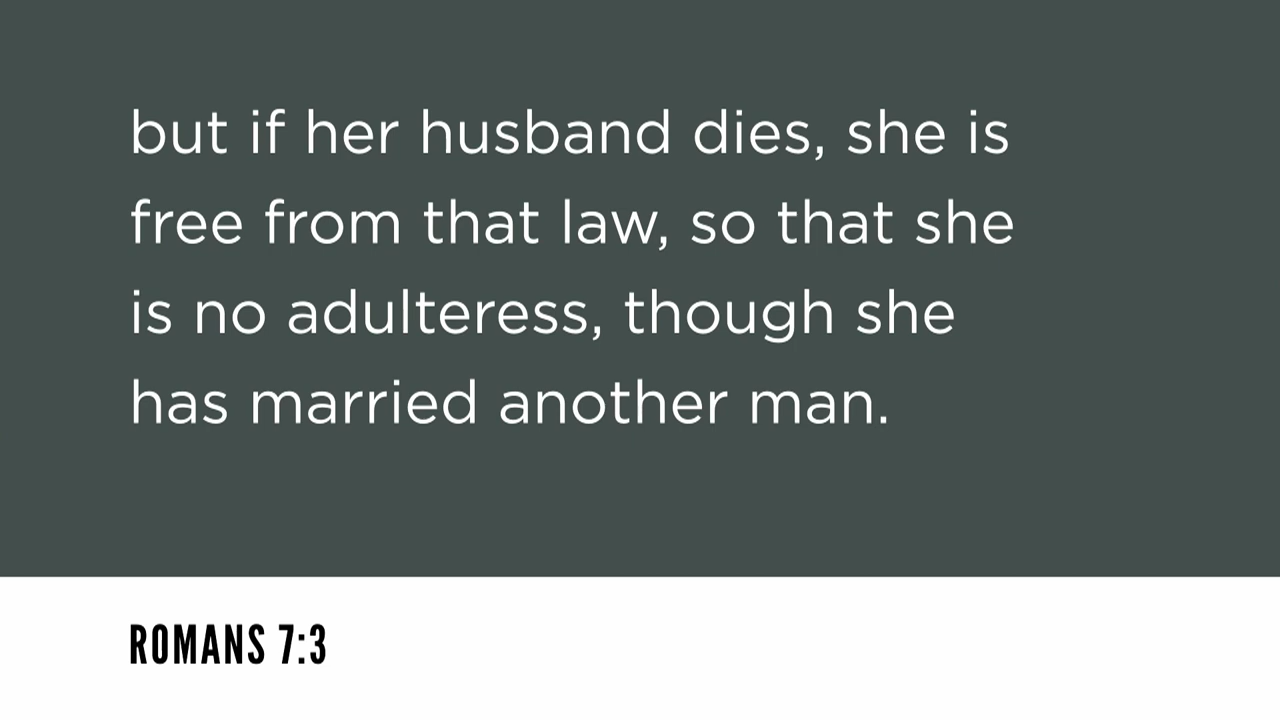 but if her husband dies, she is
free from that law, so that she
is no adulteress, though she
has married another man.
ROMANS 7:3